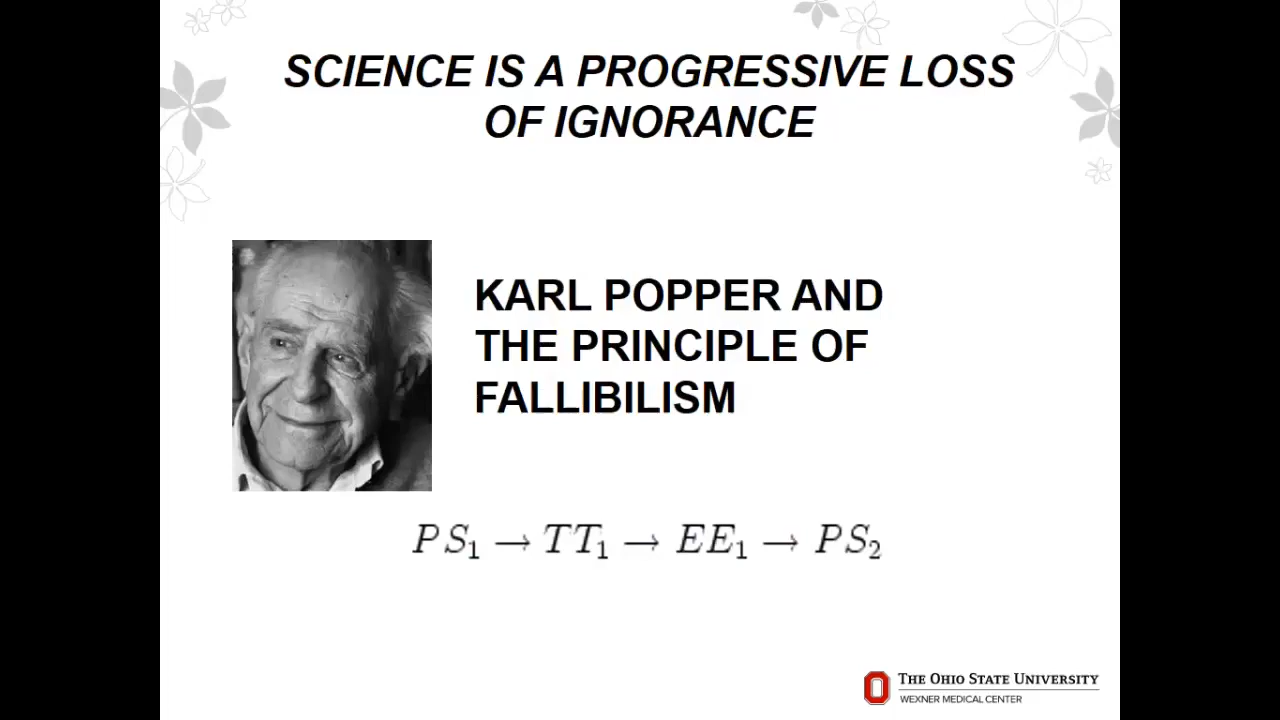 SCIENCE IS A PROGRESSIVE LOSS
OF IGNORANCE
KARL POPPER AND
THE PRINCIPLE OF
FALLIBILISM
PS₁ → TT₁ → EE₁ → PS₂
THE OHIO STATE UNIVERSITY
WEXNER MEDICAL CENTER